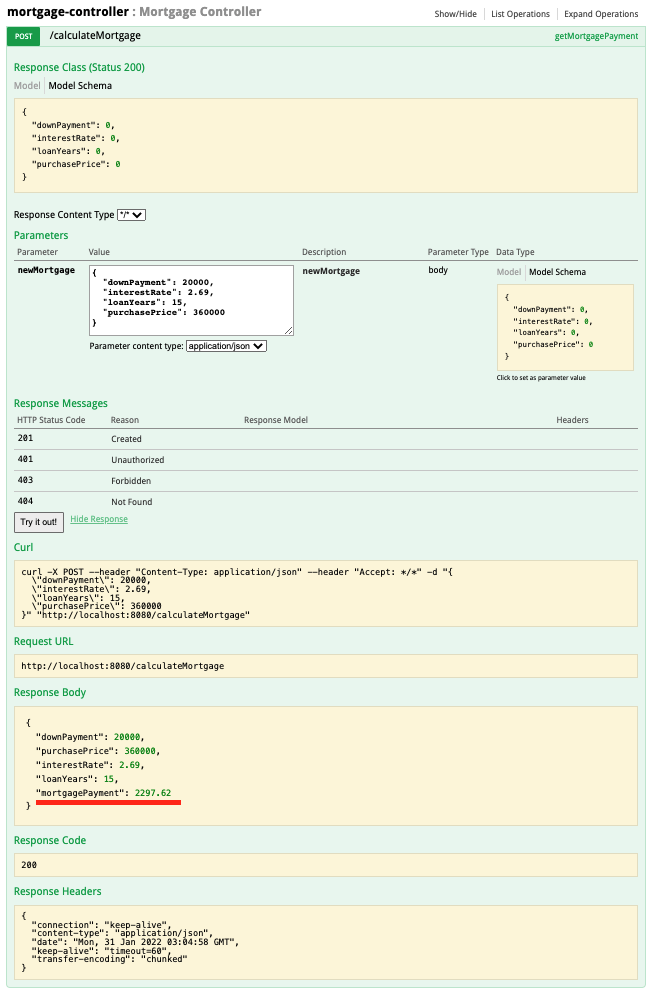 mortgage-controller : Mortgage Controller
Show/Hide | List Operations | Expand Operations
POST /calculateMortgage getMortgagePayment
Response Class (Status 200)
Model | Model Schema
{
"downPayment": 0,
"interestRate": 0,
"loanYears": 0,
"purchasePrice": 0
}
Response Content Type */*
Parameters
Parameter Value Description Parameter Type Data Type
newMortgage
{
"downPayment": 20000,
"interestRate": 2.69,
"loanYears": 15,
"purchasePrice": 360000
}
Parameter content type: application/json
newMortgage
body
Model | Model Schema
{
"downPayment": 0,
"interestRate": 0,
"loanYears": 0,
"purchasePrice": 0
}
Click to set as parameter value
Response Messages
HTTP Status Code Reason Response Model Headers
201 Created
401 Unauthorized
403 Forbidden
404 Not Found
Try it out! Hide Response
Curl
curl -X POST --header "Content-Type: application/json" --header "Accept: */*" -d "{
\"downPayment\": 20000,
\"interestRate\": 2.69,
\"loanYears\": 15,
\"purchasePrice\": 360000
}" "http://localhost:8080/calculateMortgage"
Request URL
http://localhost:8080/calculateMortgage
Response Body
{
"downPayment": 20000,
"purchasePrice": 360000,
"interestRate": 2.69,
"loanYears": 15,
"mortgagePayment": 2297.62
}
Response Code
200
Response Headers
{
"connection": "keep-alive",
"content-type": "application/json",
"date": "Mon, 31 Jan 2022 03:04:58 GMT",
"keep-alive": "timeout=60",
"transfer-encoding": "chunked"
}